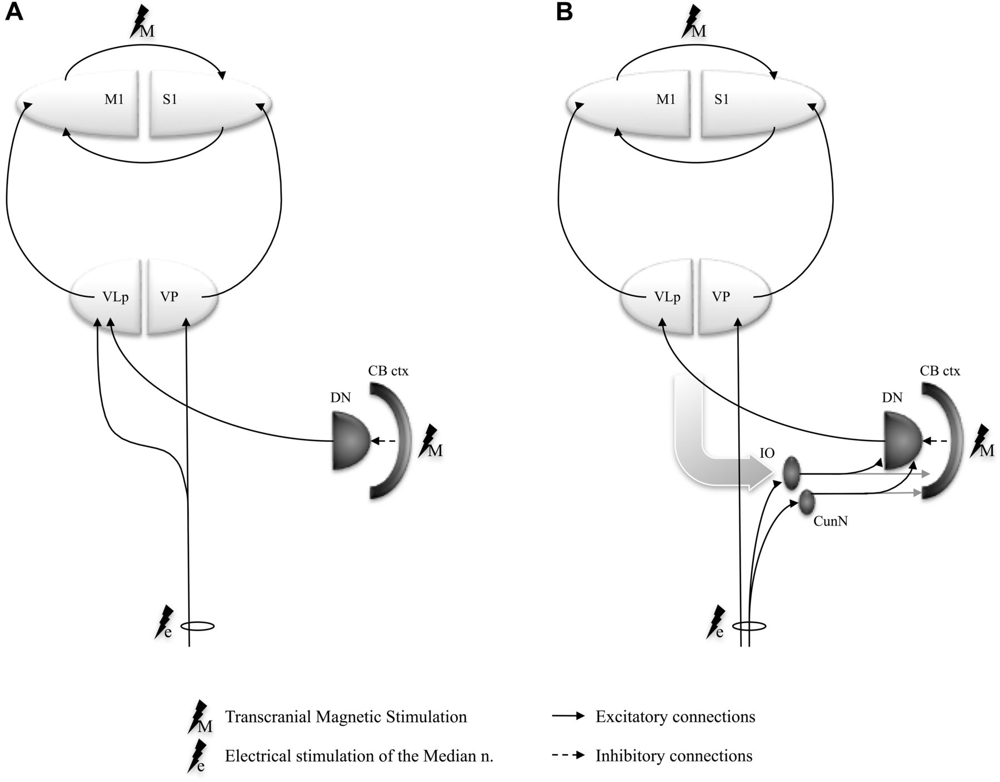 A
M
M1
S1
VLp
VP
CB ctx
DN
M
e
B
M
M1
S1
VLp
VP
CB ctx
DN
M
IO
CunN
e
M
Transcranial Magnetic Stimulation
e
Electrical stimulation of the Median n.
Excitatory connections
Inhibitory connections